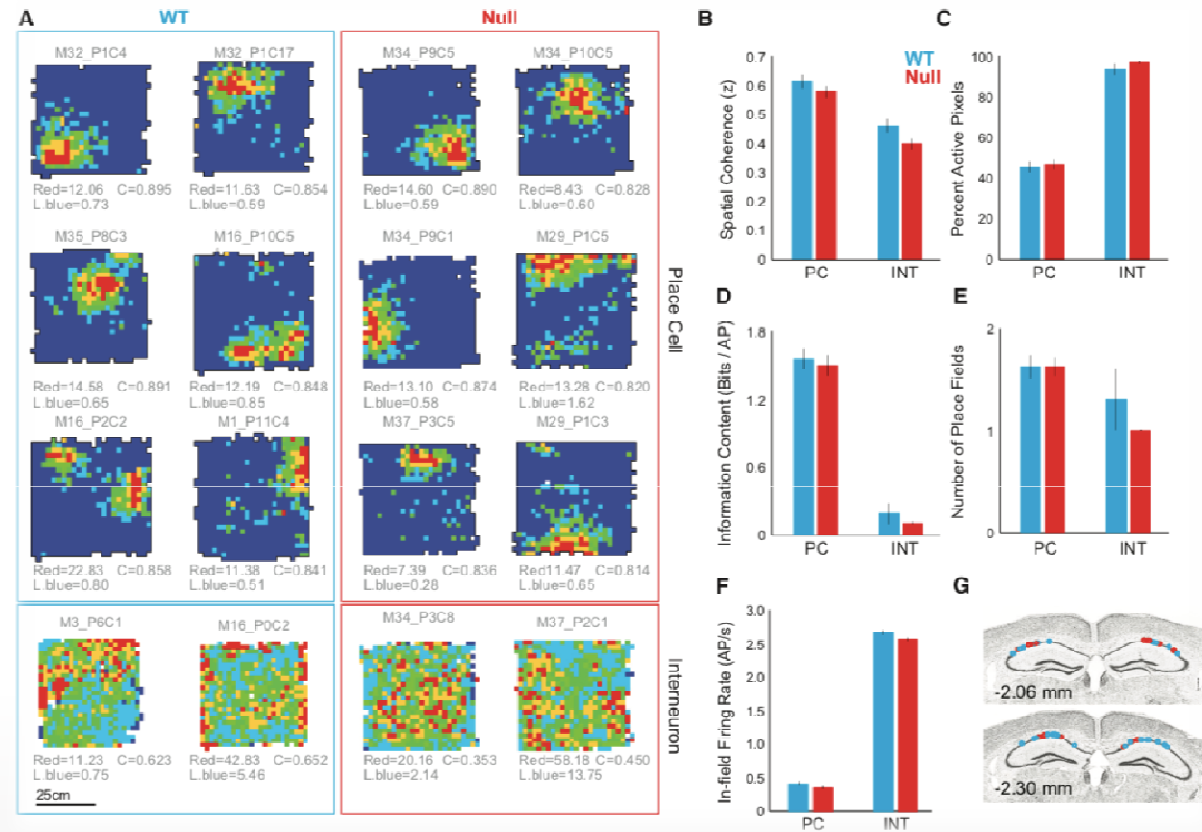 A
WT
Null
M32_P1C4
M32_P1C17
M34_P9C5
M34_P10C5
Red=12.06 C=0.895
L.blue=0.73
Red=11.63 C=0.854
L.blue=0.59
Red=14.60 C=0.890
L.blue=0.59
Red=8.43 C=0.828
L.blue=0.60
M35_P8C3
M16_P10C5
M34_P9C1
M29_P1C5
Red=14.58 C=0.891
L.blue=0.65
Red=12.19 C=0.848
L.blue=0.85
Red=13.10 C=0.874
L.blue=0.58
Red=13.28 C=0.820
L.blue=1.62
M16_P2C2
M1_P11C4
M37_P3C5
M29_P1C3
Red=22.83 C=0.858
L.blue=0.80
Red=11.38 C=0.841
L.blue=0.51
Red=7.39 C=0.836
L.blue=0.28
Red11.47 C=0.814
L.blue=0.65
Place Cell
M3_P6C1
M16_P0C2
M34_P3C8
M37_P2C1
Red=11.23 C=0.623
L.blue=0.75
Red=42.83 C=0.652
L.blue=5.46
Red=20.16 C=0.353
L.blue=2.14
Red=58.18 C=0.450
L.blue=13.75
Interneuron
25cm
B
WT
Null
Spatial Coherence (z)
0.7
0.6
0.5
0.4
0.3
0.2
0.1
0
PC INT
C
Percent Active Pixels
100
80
60
40
20
0
PC INT
D
Information Content (Bits / AP)
1.8
1.2
0.6
0
PC INT
E
Number of Place Fields
2
1
0
PC INT
F
In-field Firing Rate (AP/s)
3.0
2.5
2.0
1.5
1.0
0.5
0
PC INT
G
-2.06 mm
-2.30 mm